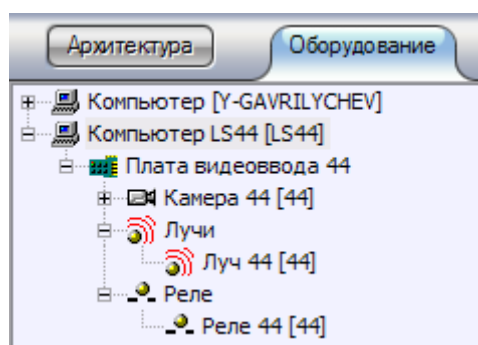 Архитектура Оборудование
Компьютер [Y-GAVRILYCHEV]
Компьютер LS44 [LS44]
Плата видеоввода 44
Камера 44 [44]
Лучи
Луч 44 [44]
Реле
Реле 44 [44]